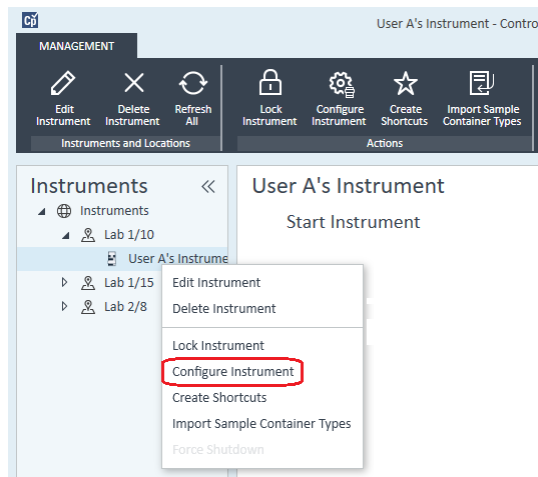 Cp
User A's Instrument - Contro
MANAGEMENT
Edit Instrument
Delete Instrument
Refresh All
Lock Instrument
Configure Instrument
Create Shortcuts
Import Sample Container Types
Instruments and Locations
Actions
Instruments
Instruments
Lab 1/10
User A's Instrume
Lab 1/15
Lab 2/8
User A's Instrument
Start Instrument
Edit Instrument
Delete Instrument
Lock Instrument
Configure Instrument
Create Shortcuts
Import Sample Container Types
Force Shutdown